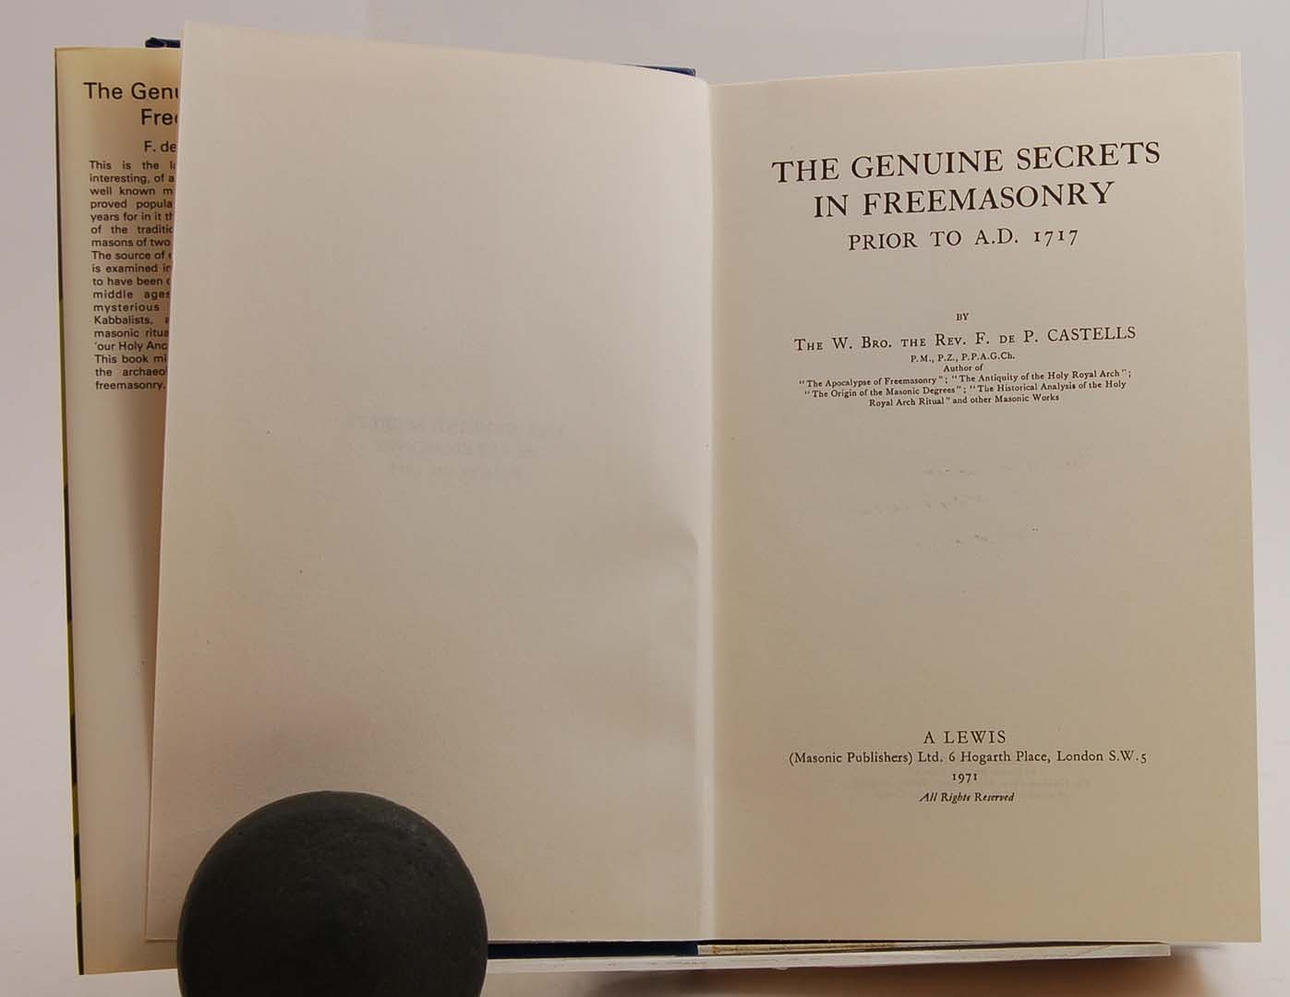 The Genu
Free
F. de
This is the l
interesting, of a
well known m
proved popula
years for in it th
of the traditio
masons of two
The source of
is examined in
to have been
middle ages
mysterious
Kabbalists,
masonic ritua
'our Holy Anc
This book mi
the archaeol
freemasonry.
THE GENUINE SECRETS
IN FREEMASONRY
PRIOR TO A.D. 1717
BY
THE W. BRO. THE REV. F. DE P. CASTELLS
P.M., P.Z., P.P.A.G.Ch.
Author of
"The Apocalypse of Freemasonry"; "The Antiquity of the Holy Royal Arch";
"The Origin of the Masonic Degrees"; "The Historical Analysis of the Holy
Royal Arch Ritual" and other Masonic Works
A LEWIS
(Masonic Publishers) Ltd. 6 Hogarth Place, London S.W.5
1971
All Rights Reserved